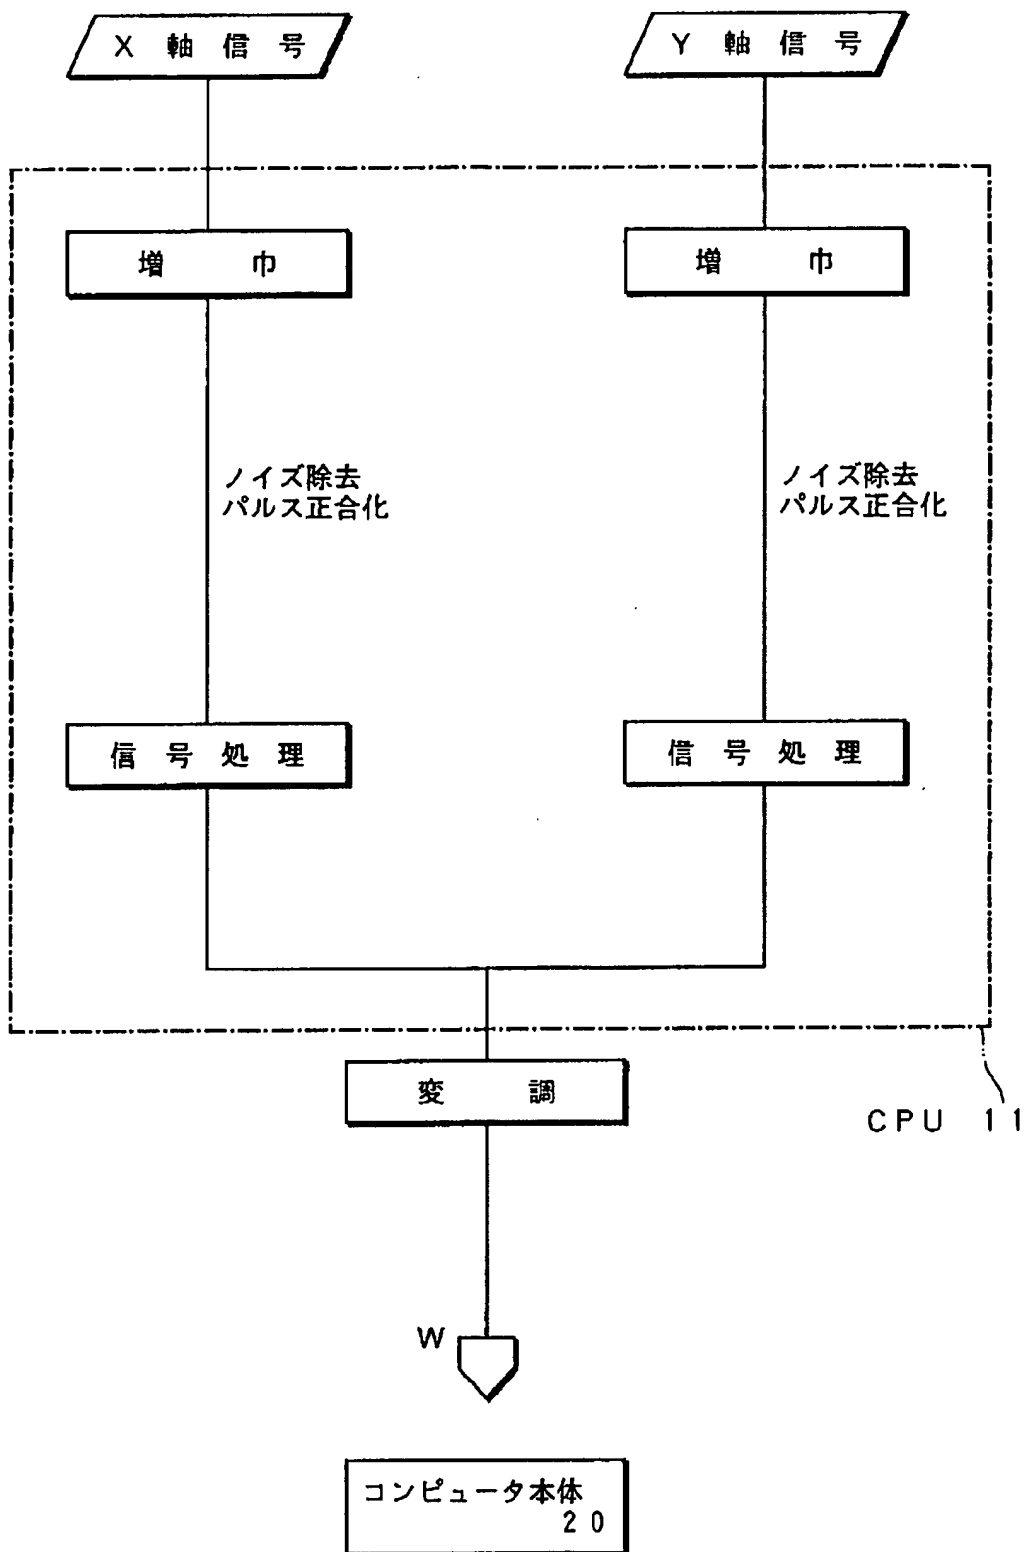 X 軸 信 号
Y 軸 信 号
増 巾
増 巾
ノイズ除去
パルス正合化
ノイズ除去
パルス正合化
信 号 処 理
信 号 処 理
変 調
CPU 11
W
コンピュータ本体
20